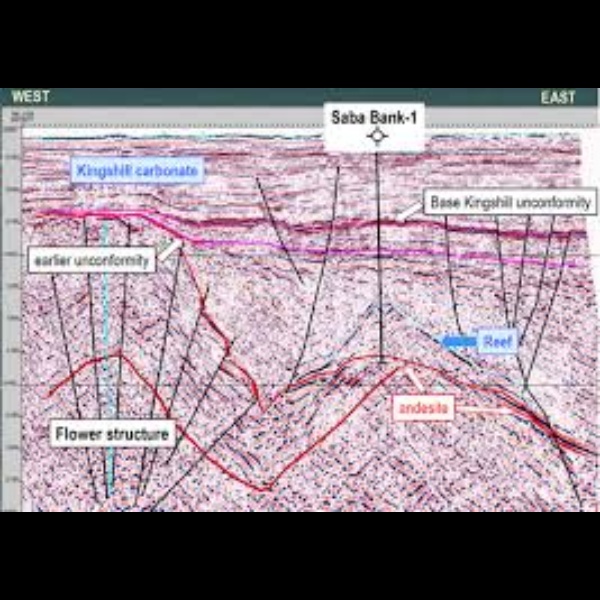 WEST
EAST
Saba Bank-1
Kingshill carbonate
Base Kingshill unconformity
earlier unconformity
Reef
andesite
Flower structure